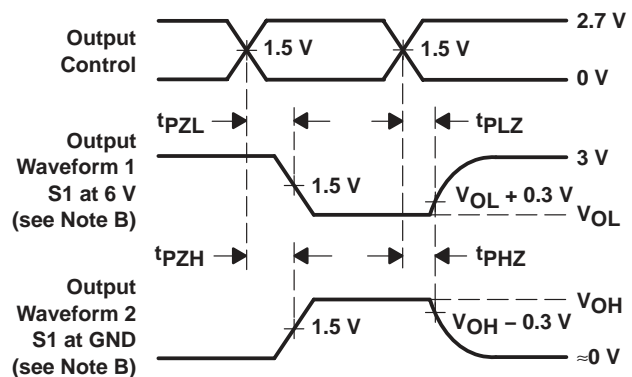 2.7 V
Output
Control
1.5 V
1.5 V
0 V
tPZL
tPLZ
Output
Waveform 1
S1 at 6 V
(see Note B)
3 V
1.5 V
VOL + 0.3 V
VOL
tPZH
tPHZ
Output
Waveform 2
S1 at GND
(see Note B)
VOH
1.5 V
VOH − 0.3 V
≈0 V